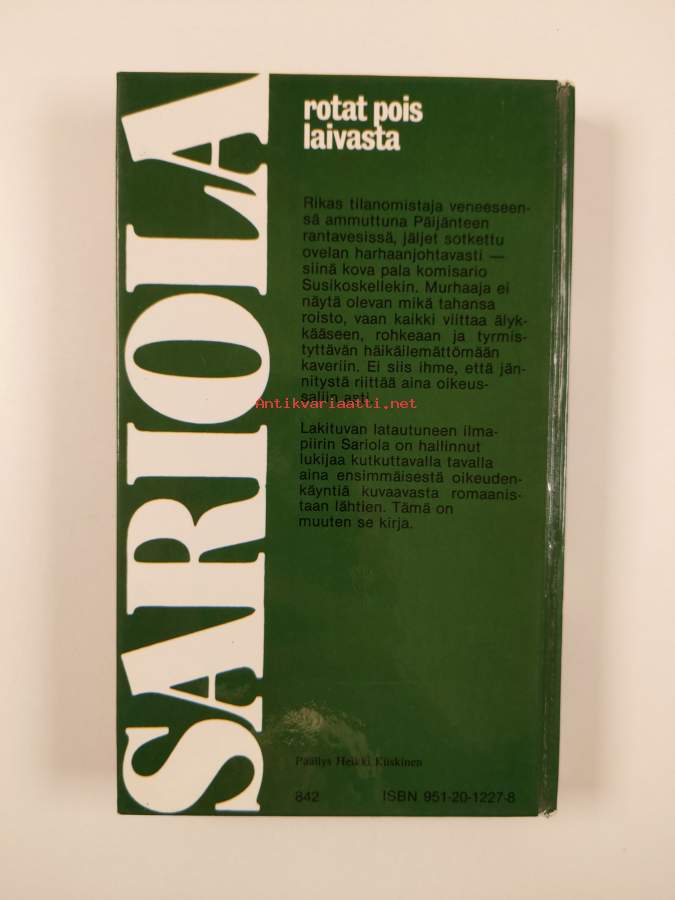 SARIOLA
rotat pois
laivasta
Rikas tilanomistaja veneeseen-
sä ammuttuna Päijänteen
rantavesissä, jäljet sotkettu
ovelan harhaanjohtavasti —
siinä kova pala komisario
Susikoskellekin. Murhaaja ei
näytä olevan mikä tahansa
roisto, vaan kaikki viittaa älyk-
kääseen, rohkeaan ja tyrmis-
tyttävän häikäilemättömään
kaveriin. Ei siis ihme, että jän-
nitystä riittää aina oikeus-
saliin asti.
Antikvariaatti.net
Lakituvan latautuneen ilma-
piirin Sariola on hallinnut
lukijaa kutkuttavalla tavalla
aina ensimmäisestä oikeuden-
käyntiä kuvaavasta romaanis-
taan lähtien. Tämä on
muuten se kirja.
Päällys Heikki Kiiskinen
842 ISBN 951-20-1227-8